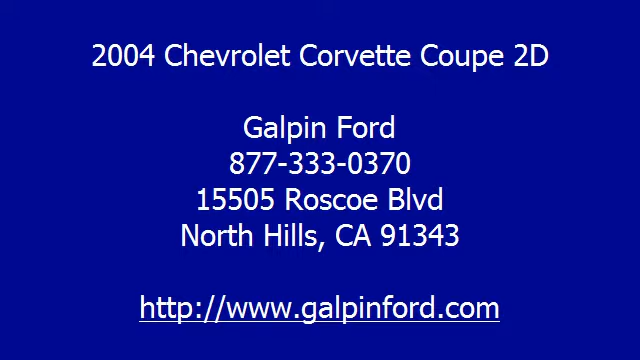 2004 Chevrolet Corvette Coupe 2D
Galpin Ford
877-333-0370
15505 Roscoe Blvd
North Hills, CA 91343
http://www.galpinford.com